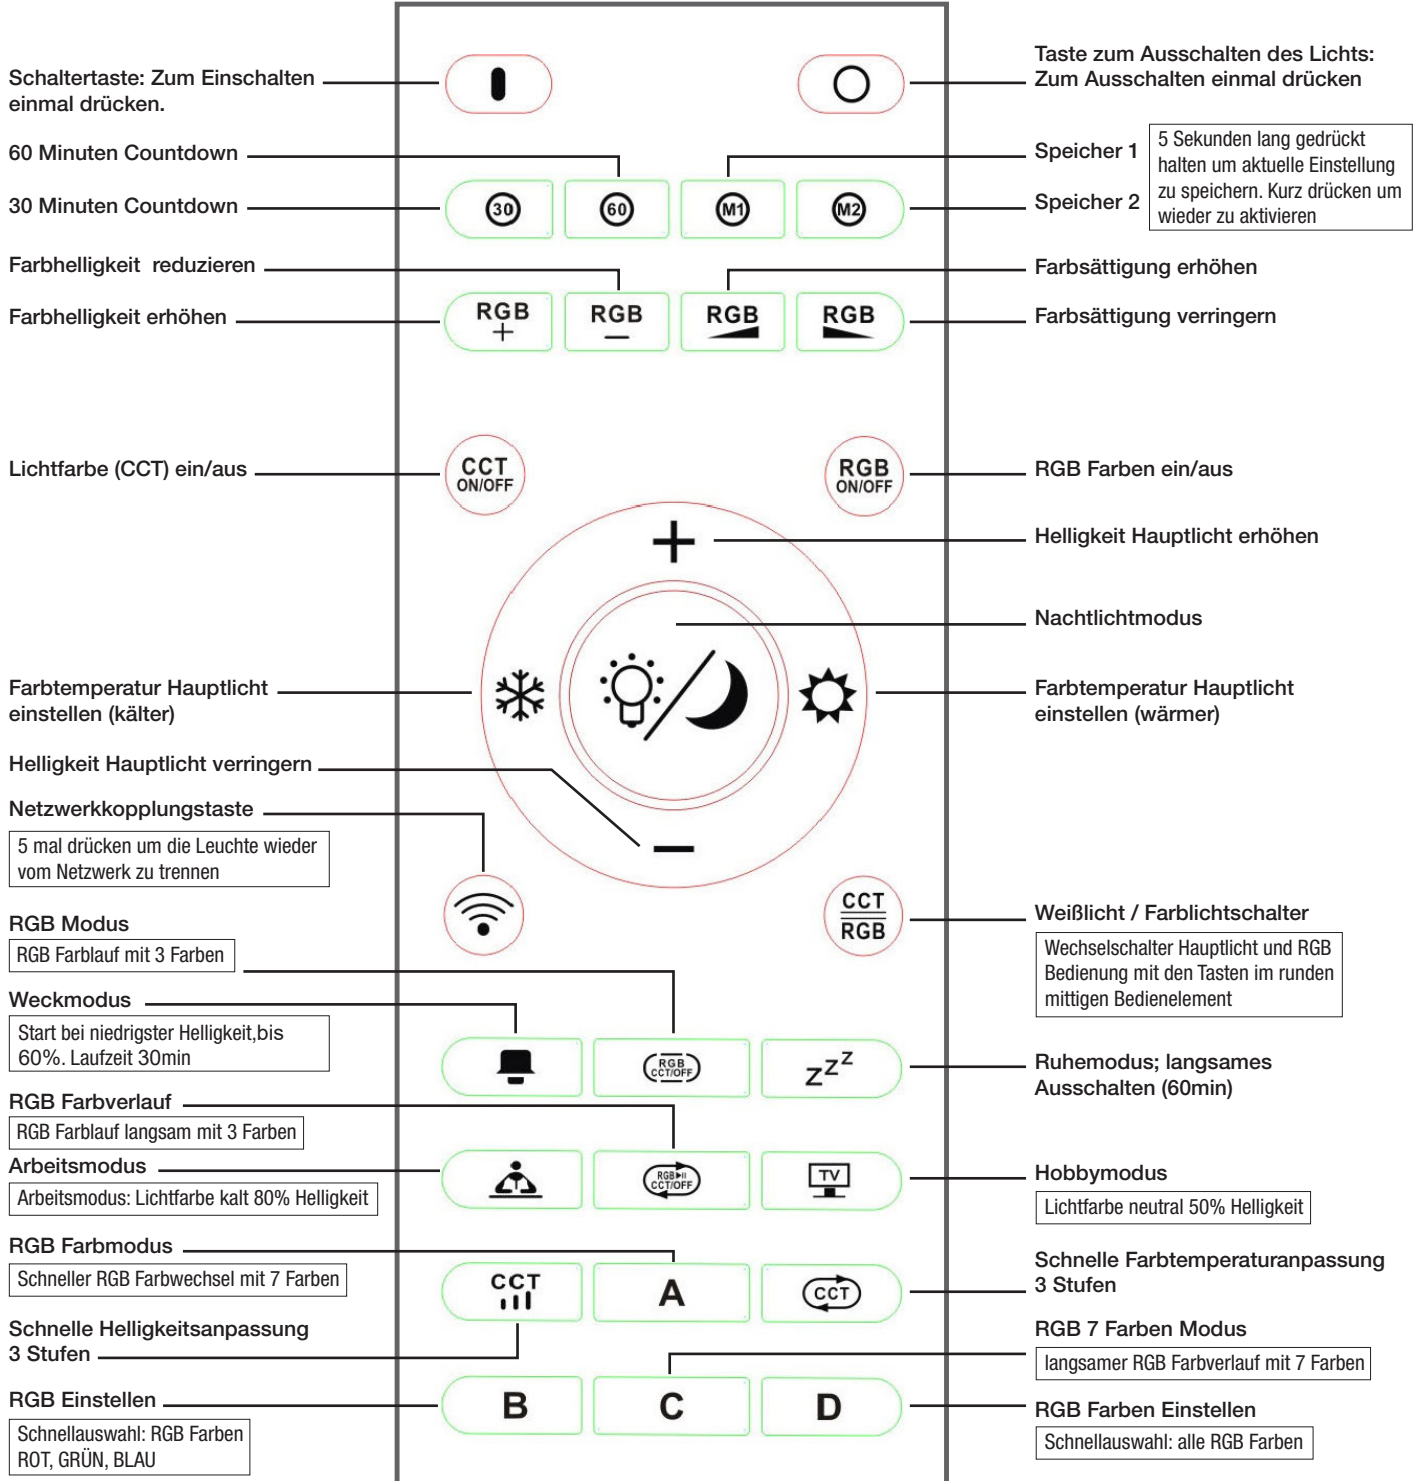 Schaltertaste: Zum Einschalten
einmal drücken.
60 Minuten Countdown
30 Minuten Countdown
Farbhelligkeit reduzieren
Farbhelligkeit erhöhen
Lichtfarbe (CCT) ein/aus
Farbtemperatur Hauptlicht
einstellen (kälter)
Helligkeit Hauptlicht verringern
Netzwerkkopplungstaste
5 mal drücken um die Leuchte wieder
vom Netzwerk zu trennen
RGB Modus
RGB Farblauf mit 3 Farben
Weckmodus
Start bei niedrigster Helligkeit,bis
60%. Laufzeit 30min
RGB Farbverlauf
RGB Farblauf langsam mit 3 Farben
Arbeitsmodus
Arbeitsmodus: Lichtfarbe kalt 80% Helligkeit
RGB Farbmodus
Schneller RGB Farbwechsel mit 7 Farben
Schnelle Helligkeitsanpassung
3 Stufen
RGB Einstellen
Schnellauswahl: RGB Farben
ROT, GRÜN, BLAU
30 60 M1 M2
RGB + RGB − RGB RGB
CCT
ON/OFF
RGB
ON/OFF
+
−
CCT
RGB
RGB
CCT/OFF
zzZ
RGB
CCT/OFF
TV
CCT
A
CCT
B C D
Taste zum Ausschalten des Lichts:
Zum Ausschalten einmal drücken
Speicher 1
Speicher 2
5 Sekunden lang gedrückt
halten um aktuelle Einstellung
zu speichern. Kurz drücken um
wieder zu aktivieren
Farbsättigung erhöhen
Farbsättigung verringern
RGB Farben ein/aus
Helligkeit Hauptlicht erhöhen
Nachtlichtmodus
Farbtemperatur Hauptlicht
einstellen (wärmer)
Weißlicht / Farblichtschalter
Wechselschalter Hauptlicht und RGB
Bedienung mit den Tasten im runden
mittigen Bedienelement
Ruhemodus; langsames
Ausschalten (60min)
Hobbymodus
Lichtfarbe neutral 50% Helligkeit
Schnelle Farbtemperaturanpassung
3 Stufen
RGB 7 Farben Modus
langsamer RGB Farbverlauf mit 7 Farben
RGB Farben Einstellen
Schnellauswahl: alle RGB Farben